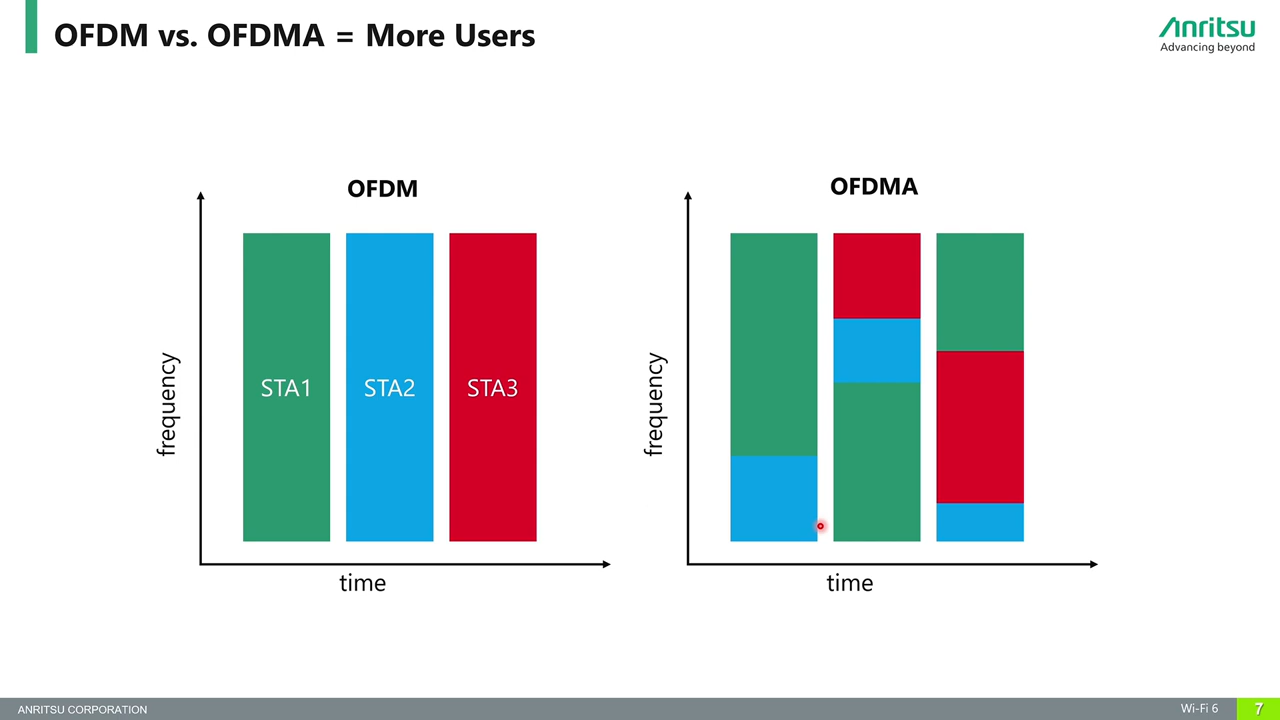 OFDM vs. OFDMA = More Users
Anritsu
Advancing beyond
OFDM
frequency
STA1
STA2
STA3
time
OFDMA
frequency
time
ANRITSU CORPORATION
Wi-Fi 6
7